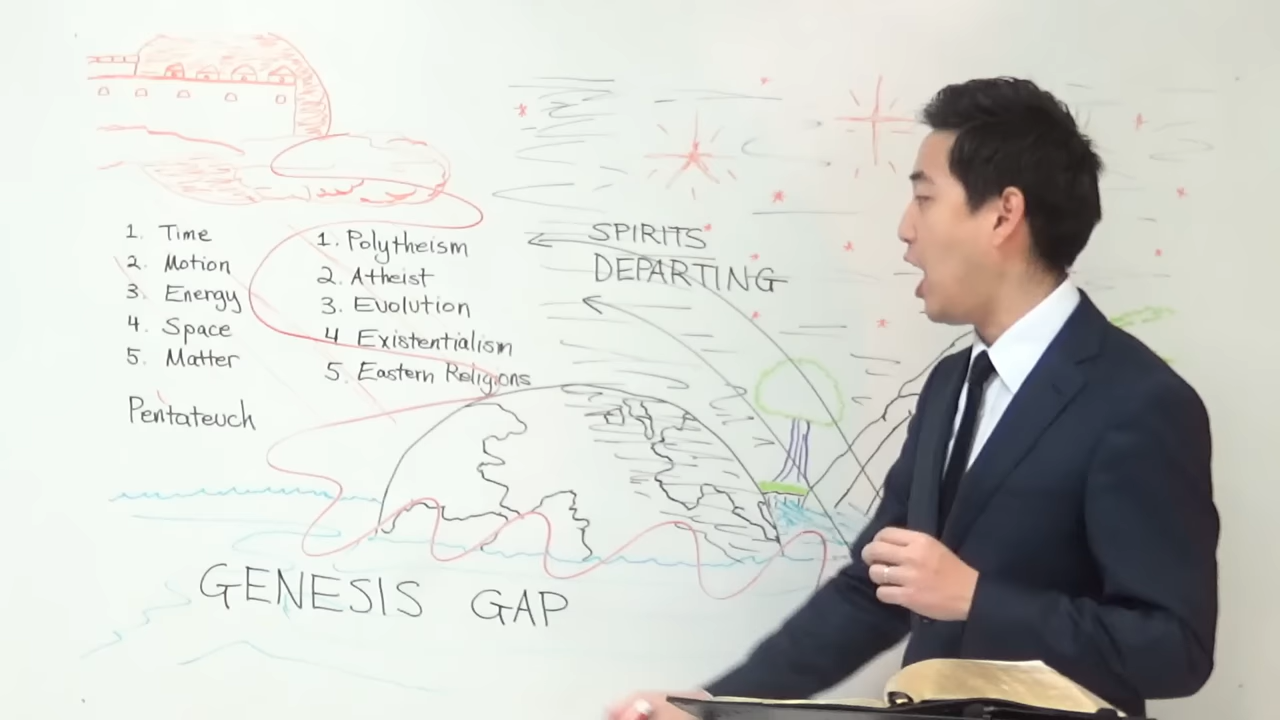 1. Time
2. Motion
3. Energy
4. Space
5. Matter
Pentateuch
1. Polytheism
2. Atheist
3. Evolution
4 Existentialism
5. Eastern Religions
SPIRITS
DEPARTING
GENESIS GAP